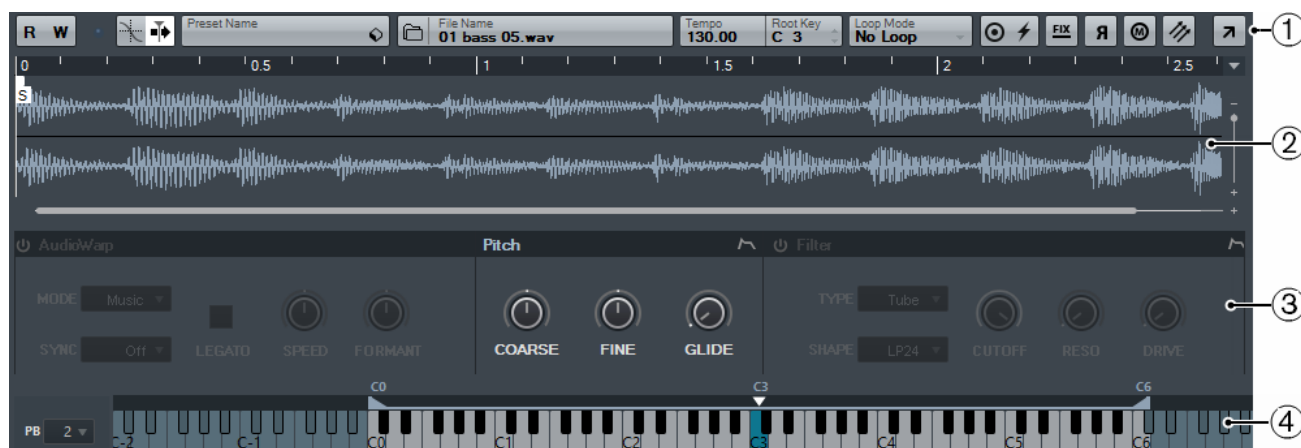 R W Preset Name File Name 01 bass 05.wav Tempo 130.00 Root Key C 3 Loop Mode No Loop FIX R M 1
0 0.5 1 1.5 2 2.5
S
2
AudioWarp Pitch Filter
MODE Music TYPE Tube 3
SYNC Off LEGATO SPEED FORMANT COARSE FINE GLIDE SHAPE LP24 CUTOFF RESO DRIVE
C0 C3 C6
PB 2 4
C-2 C-1 C0 C1 C2 C3 C4 C5 C6